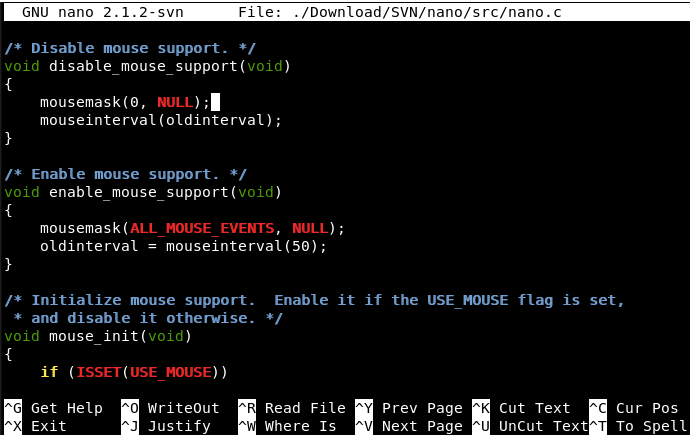 GNU nano 2.1.2-svn      File: ./Download/SVN/nano/src/nano.c
/* Disable mouse support. */
void disable_mouse_support(void)
{
    mousemask(0, NULL);
    mouseinterval(oldinterval);
}
/* Enable mouse support. */
void enable_mouse_support(void)
{
    mousemask(ALL_MOUSE_EVENTS, NULL);
    oldinterval = mouseinterval(50);
}
/* Initialize mouse support.  Enable it if the USE_MOUSE flag is set,
 * and disable it otherwise. */
void mouse_init(void)
{
    if (ISSET(USE_MOUSE))
^G Get Help  ^O WriteOut  ^R Read File ^Y Prev Page ^K Cut Text  ^C Cur Pos
^X Exit      ^J Justify   ^W Where Is  ^V Next Page ^U UnCut Text^T To Spell